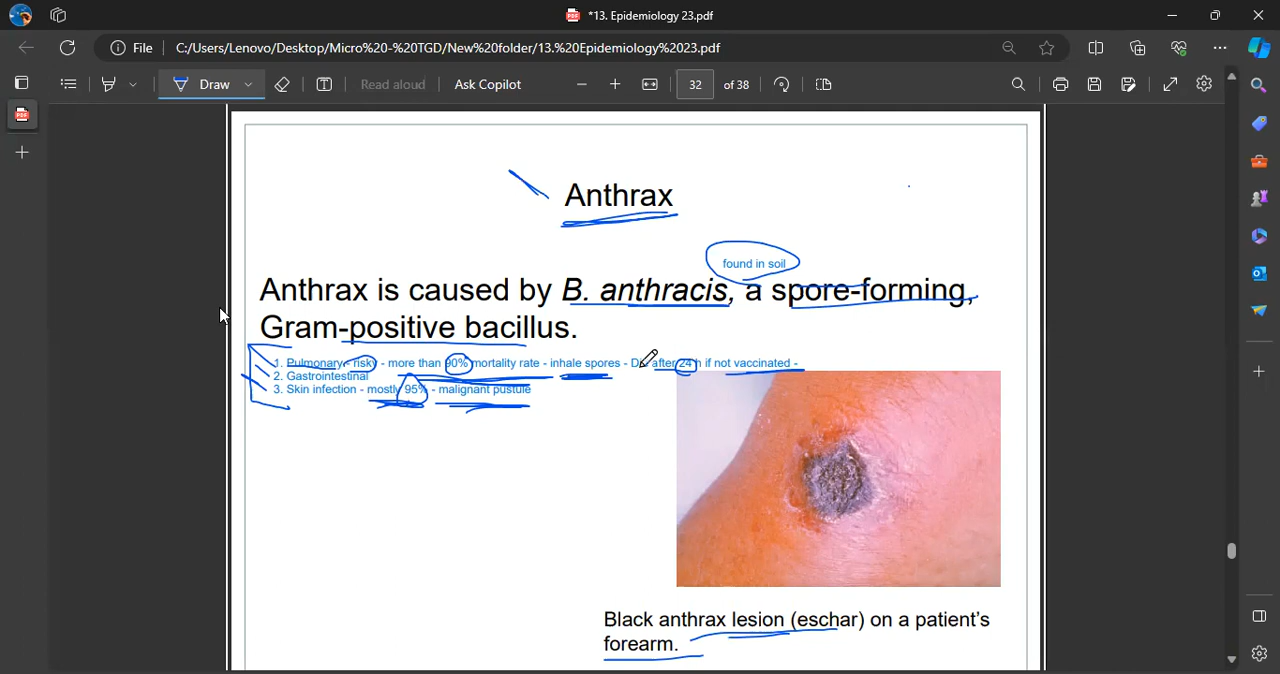 *13. Epidemiology 23.pdf
File
C:/Users/Lenovo/Desktop/Micro%20-%20TGD/New%20folder/13.%20Epidemiology%2023.pdf
Draw
Read aloud
Ask Copilot
32 of 38
Anthrax
found in soil
Anthrax is caused by B. anthracis, a spore-forming,
Gram-positive bacillus.
1. Pulmonary - risky - more than 90% mortality rate - inhale spores - after 24 h if not vaccinated -
2. Gastrointestinal
3. Skin infection - mostly 95% - malignant pustule
Black anthrax lesion (eschar) on a patient's
forearm.